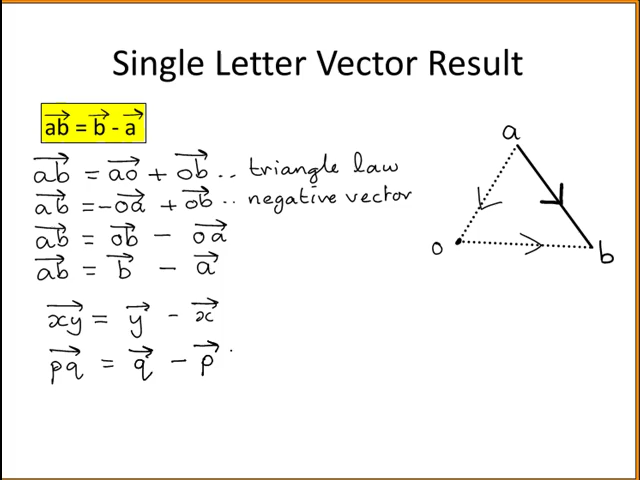 Single Letter Vector Result
ab⃗ = b⃗ - a⃗
ab⃗ = ao⃗ + ob⃗ .. triangle law
ab⃗ = -oa⃗ + ob⃗ .. negative vector
ab⃗ = ob⃗ - oa⃗
ab⃗ = b⃗ - a⃗
xy⃗ = y⃗ - x⃗
pq⃗ = q⃗ - p⃗
a
o
b